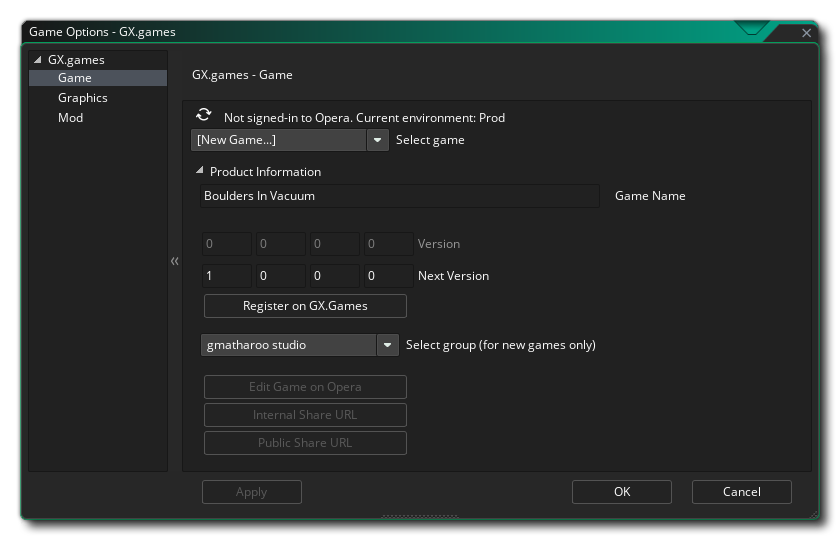 Game Options - GX.games
GX.games
Game
Graphics
Mod
GX.games - Game
Not signed-in to Opera. Current environment: Prod
[New Game...] Select game
Product Information
Boulders In Vacuum Game Name
0 0 0 0 Version
1 0 0 0 Next Version
Register on GX.Games
gmatharoo studio Select group (for new games only)
Edit Game on Opera
Internal Share URL
Public Share URL
Apply OK Cancel